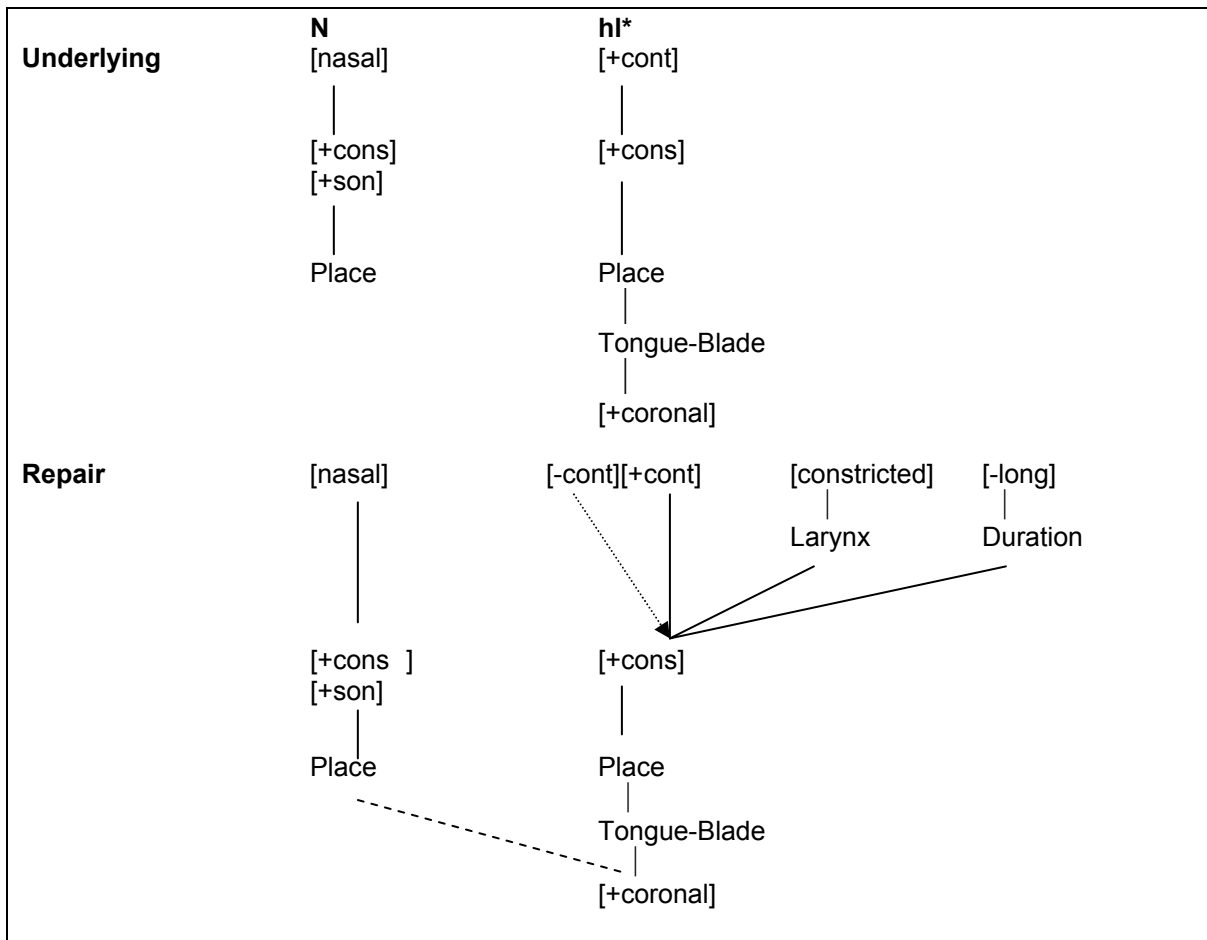 N hl*
Underlying [nasal] [+cont]
[+cons] [+cons]
[+son]
Place Place
Tongue-Blade
[+coronal]
Repair [nasal] [-cont][+cont] [constricted] [-long]
Larynx Duration
[+cons ] [+cons]
[+son]
Place Place
Tongue-Blade
[+coronal]